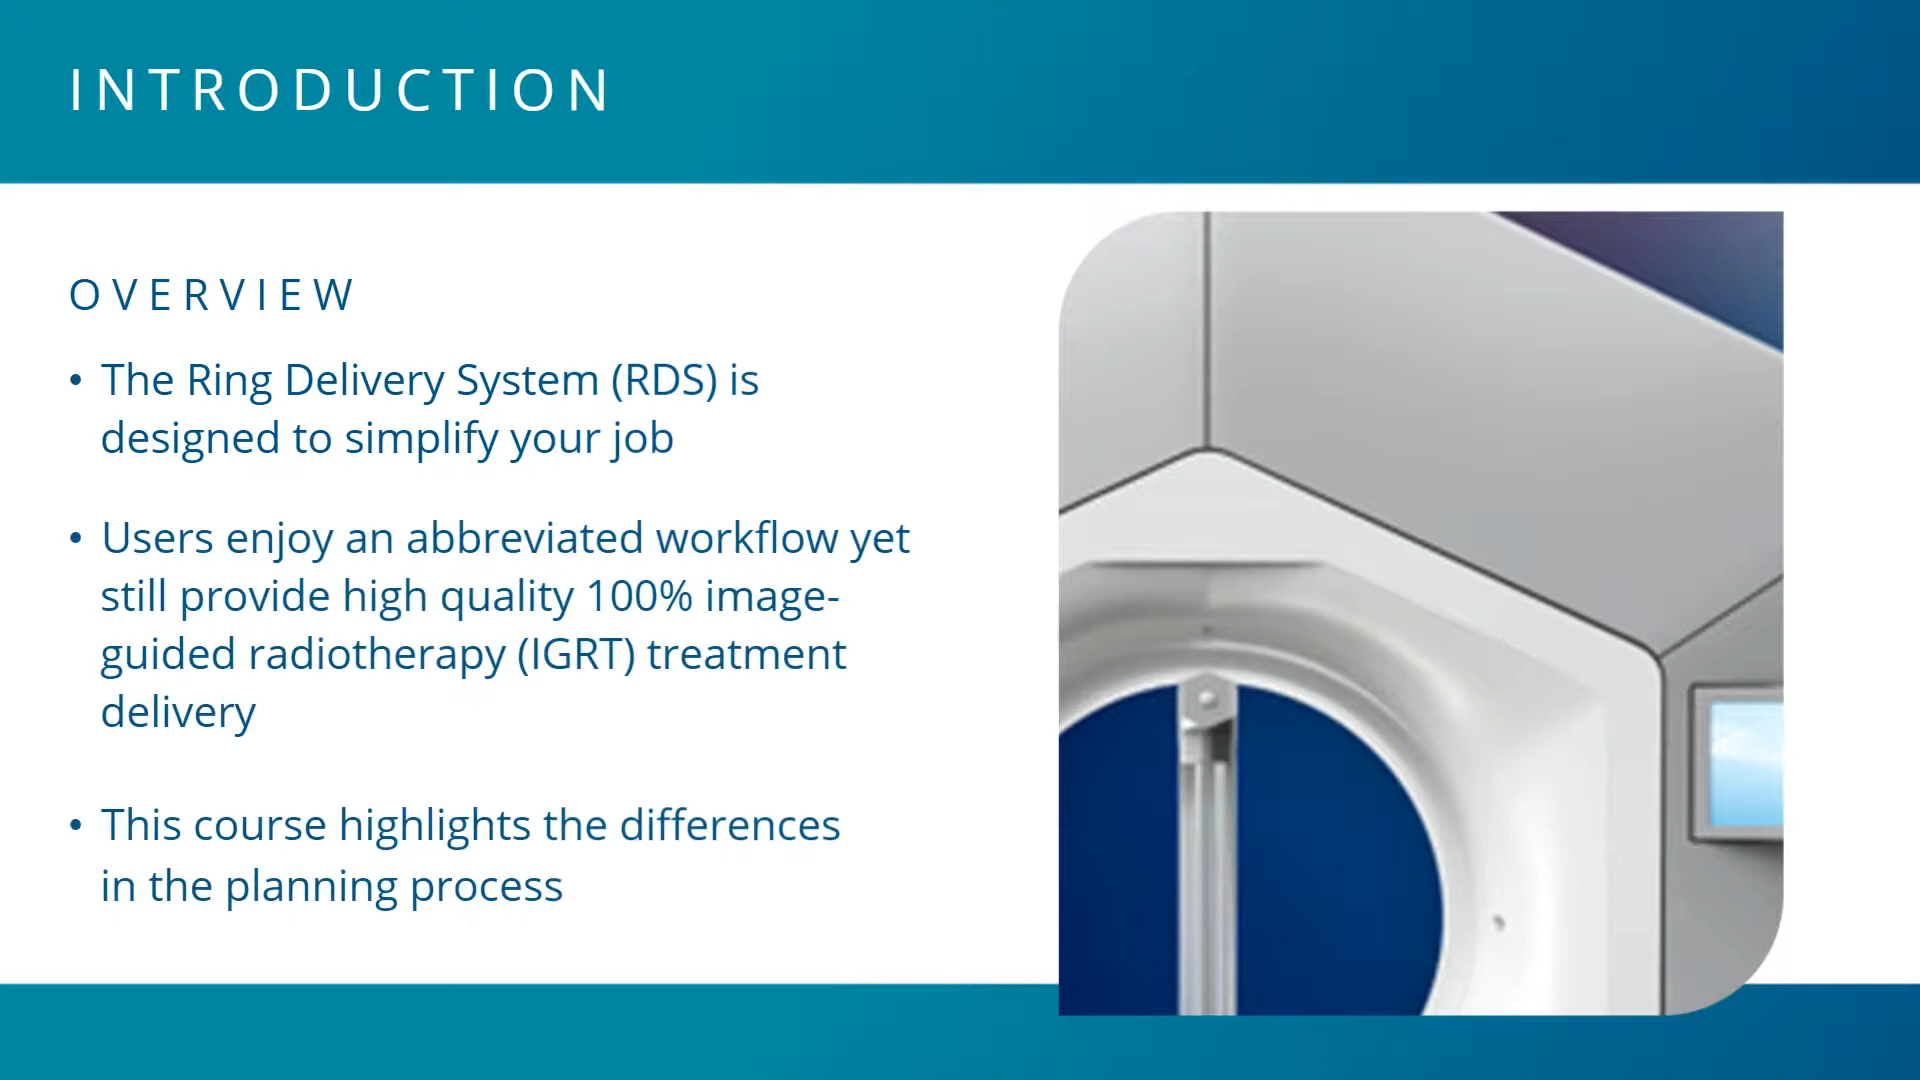 INTRODUCTION
OVERVIEW
• The Ring Delivery System (RDS) is
designed to simplify your job
• Users enjoy an abbreviated workflow yet
still provide high quality 100% image-
guided radiotherapy (IGRT) treatment
delivery
• This course highlights the differences
in the planning process